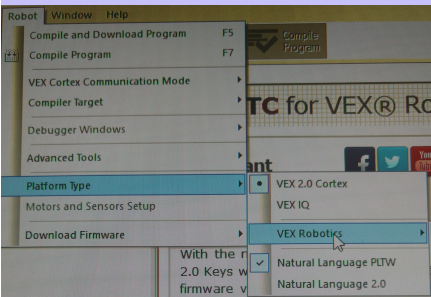 Robot Window Help
Compile and Download Program F5
Compile Program F7
Compile
Program
VEX Cortex Communication Mode
Compiler Target
TC for VEX® Ro
Debugger Windows
Advanced Tools
ant
f
You
Platform Type
VEX 2.0 Cortex
Motors and Sensors Setup
VEX IQ
Download Firmware
VEX Robotics
With the n
Natural Language PLTW
2.0 Keys w
Natural Language 2.0
firmware v